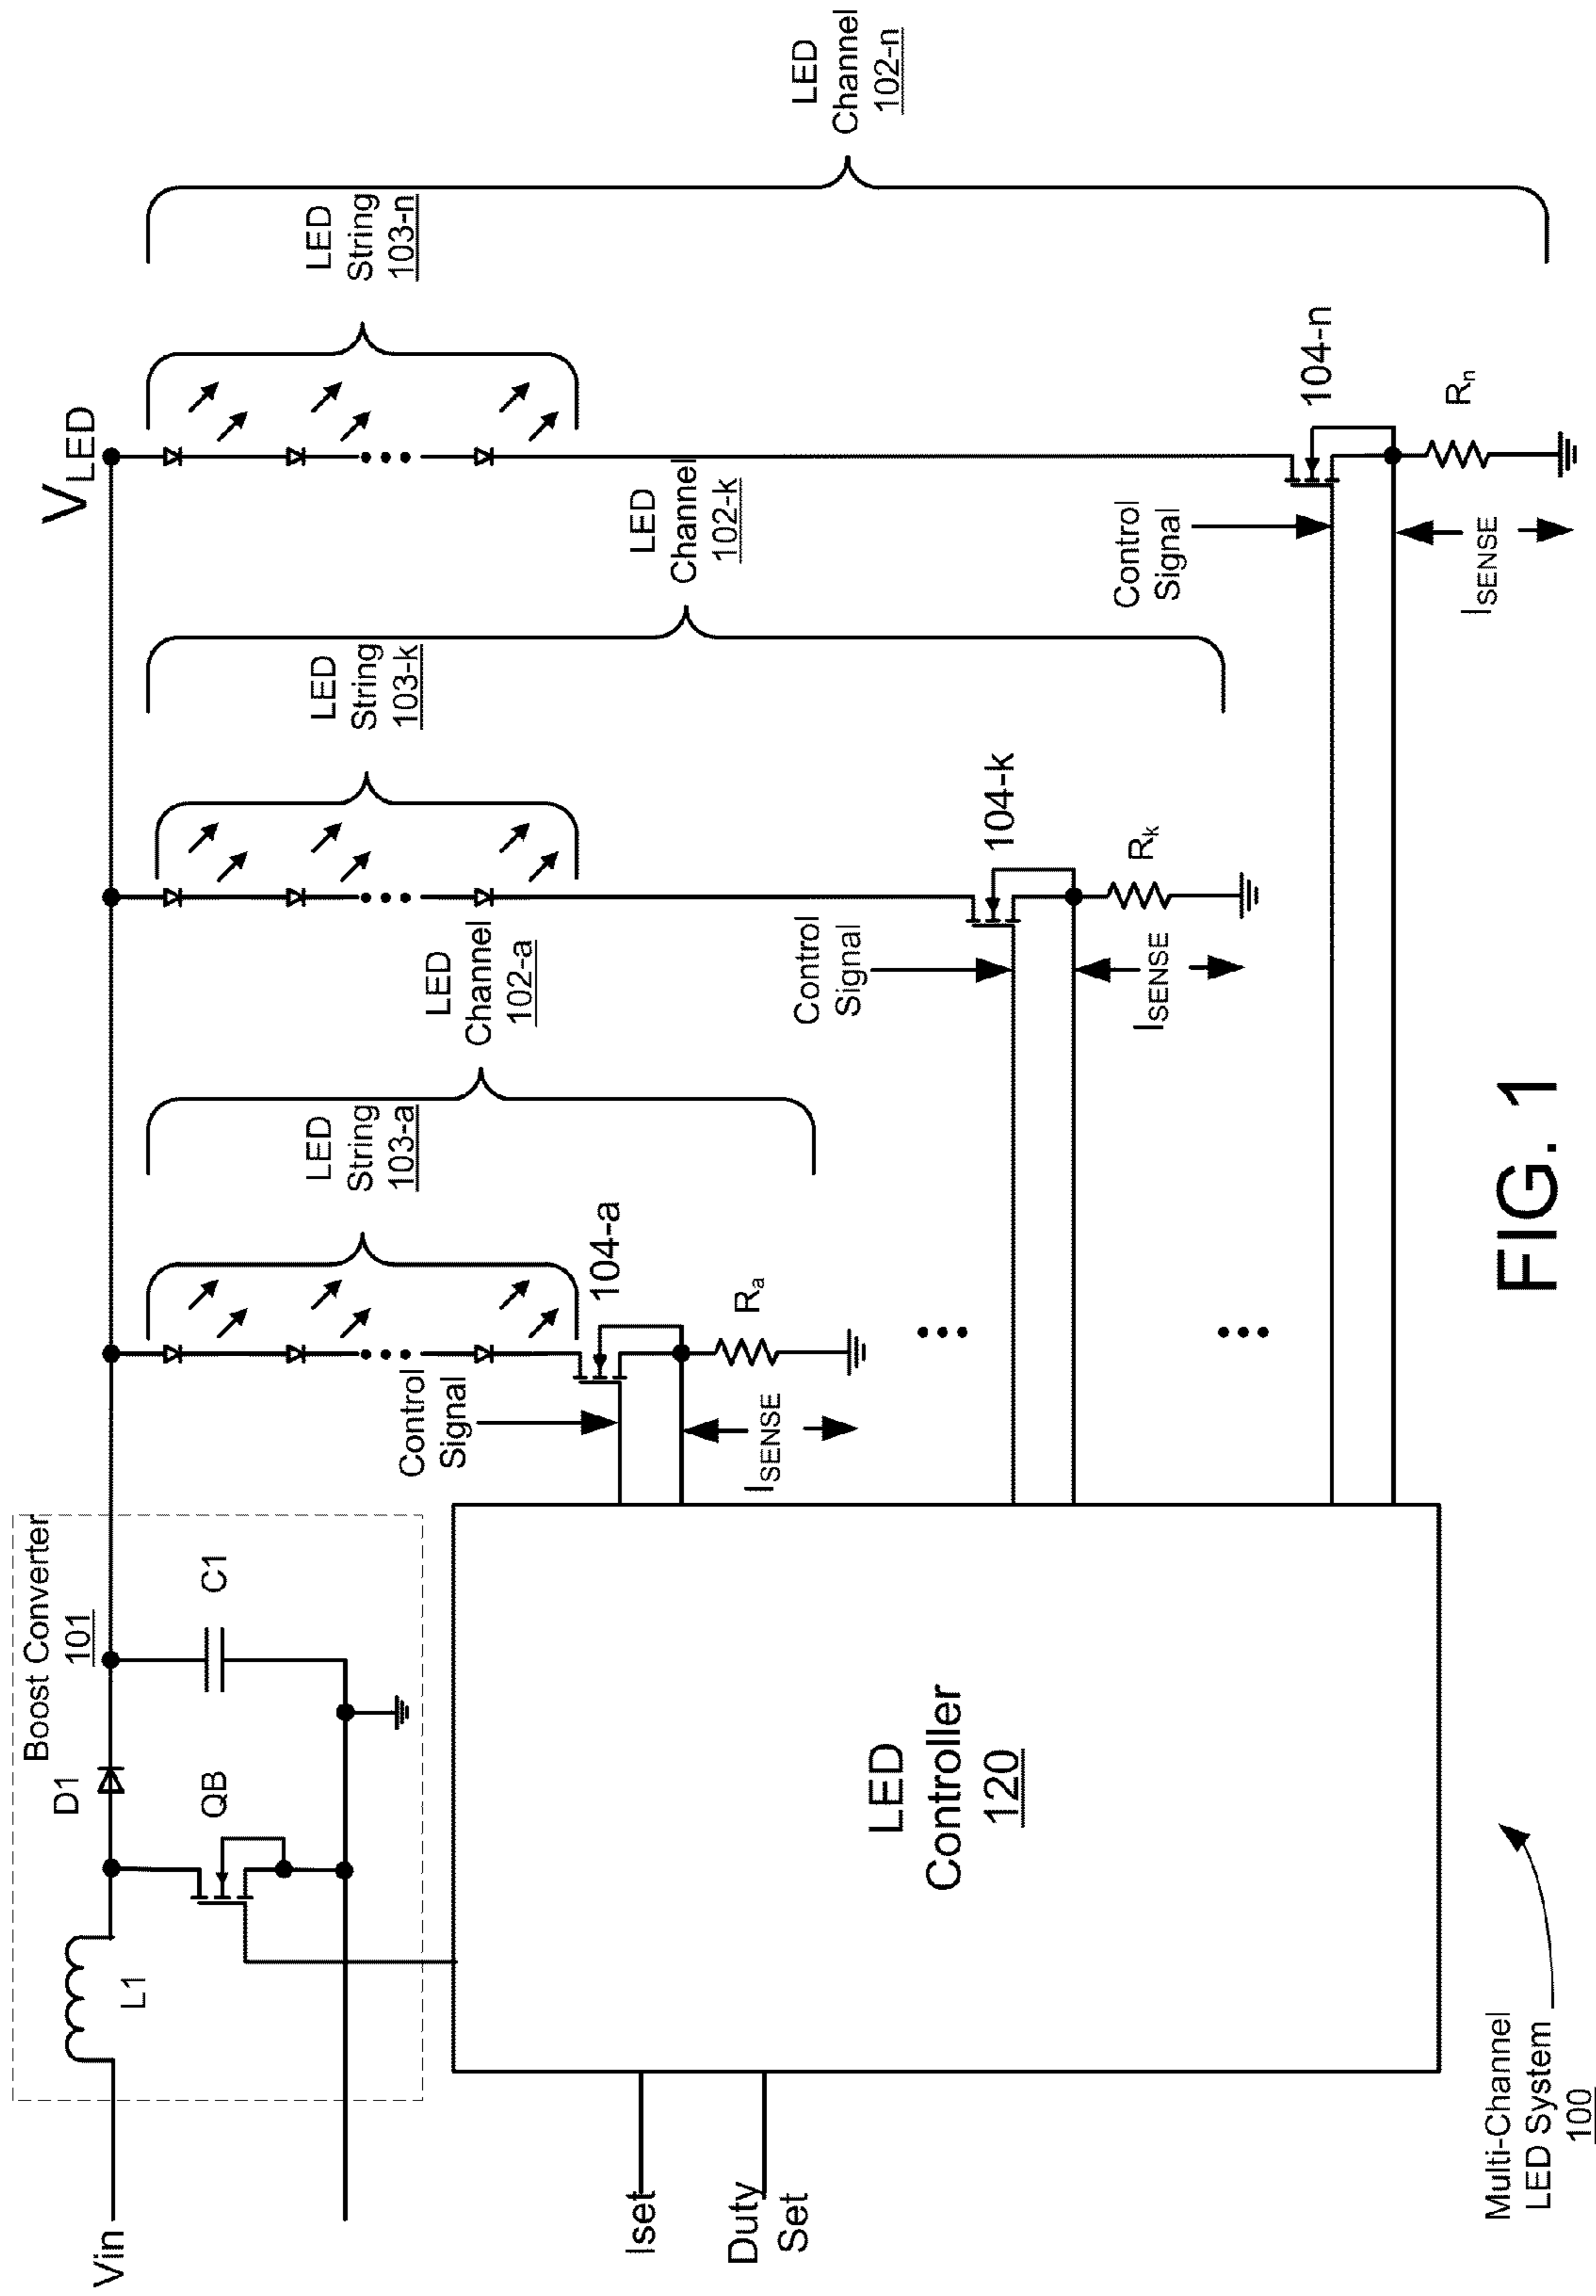 Vin
L1
D1
QB
Boost Converter
101
C1
V LED
LED
String
103-a
LED
Channel
102-a
LED
String
103-k
LED
Channel
102-k
LED
String
103-n
LED
Channel
102-n
Control
Signal
104-a
Ra
ISENSE
Control
Signal
104-k
Rk
ISENSE
Control
Signal
104-n
Rn
ISENSE
Iset
Duty
Set
LED
Controller
120
Multi-Channel
LED System
100
FIG. 1